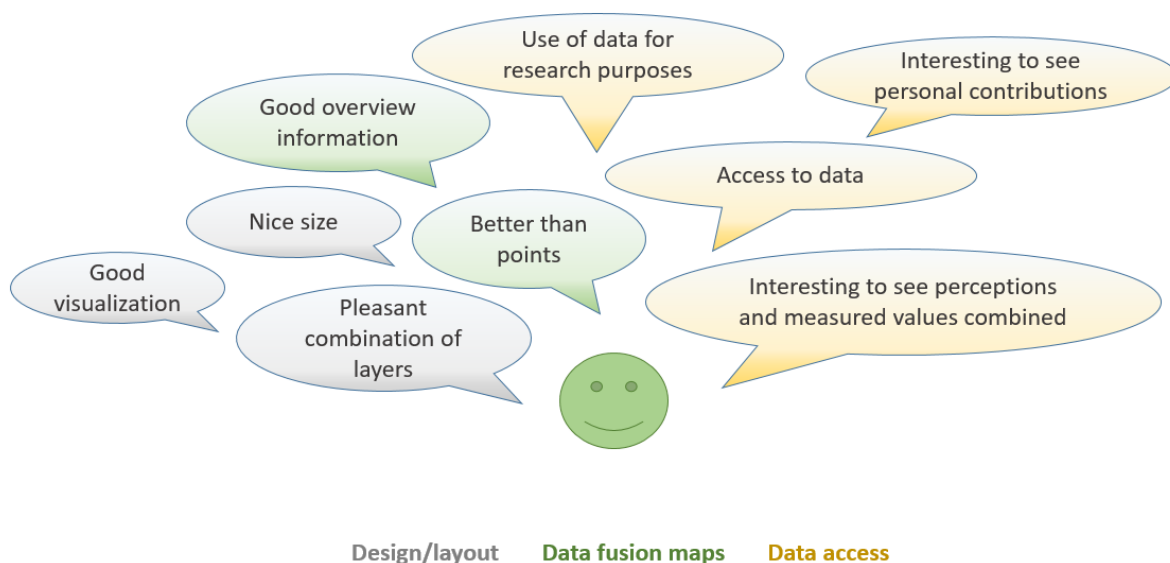 Use of data for
research purposes
Interesting to see
personal contributions
Good overview
information
Access to data
Nice size
Better than
points
Good
visualization
Pleasant
combination of
layers
Interesting to see perceptions
and measured values combined
Design/layout Data fusion maps Data access